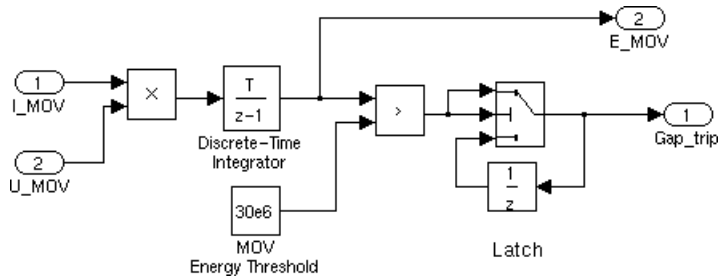 2
E_MOV
1
I_MOV
×
T
z−1
Discrete−Time
Integrator
>
1
Gap_trip
2
U_MOV
1
z
30e6
MOV
Energy Threshold
Latch